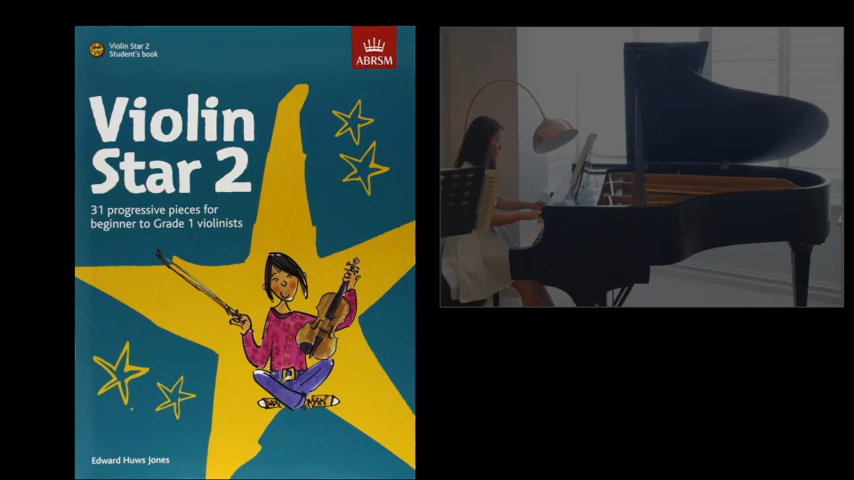 Violin Star 2
Student's book
ABRSM
Violin
Star 2
31 progressive pieces for
beginner to Grade 1 violinists
Edward Huws Jones